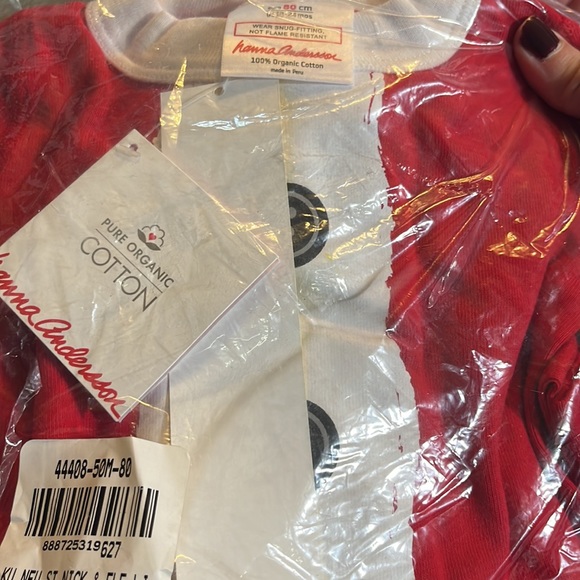 80 cm
WEAR SNUG-FITTING,
NOT FLAME RESISTANT
hanna andersson
100% Organic Cotton
made in Peru
PURE ORGANIC
COTTON
hanna andersson
44408-50M-80
888725319627